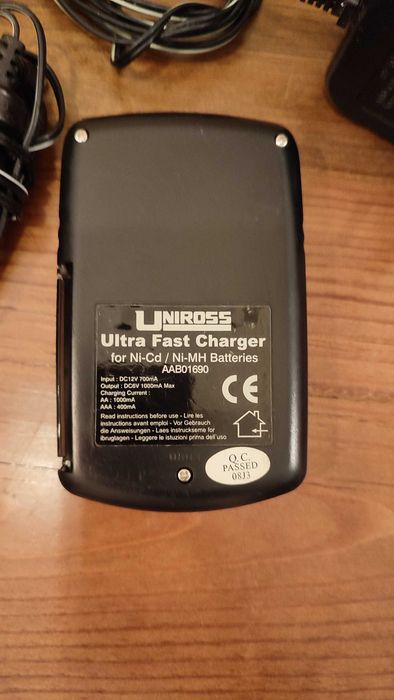 UNIROSS
Ultra Fast Charger
for Ni-Cd / Ni-MH Batteries
AAB01690
Input : DC12V 700mA
Output : DC6V 1000mA Max
Charging Current :
AA : 1000mA
AAA : 400mA
Read instructions before use - Lire les
instructions avant emploi - Vor Gebrauch
die Anweisungen - Laes instruckseme for
ibruglagen - Leggere le istuzioni prima dell'uso
CE
Q.C.
PASSED
08J3